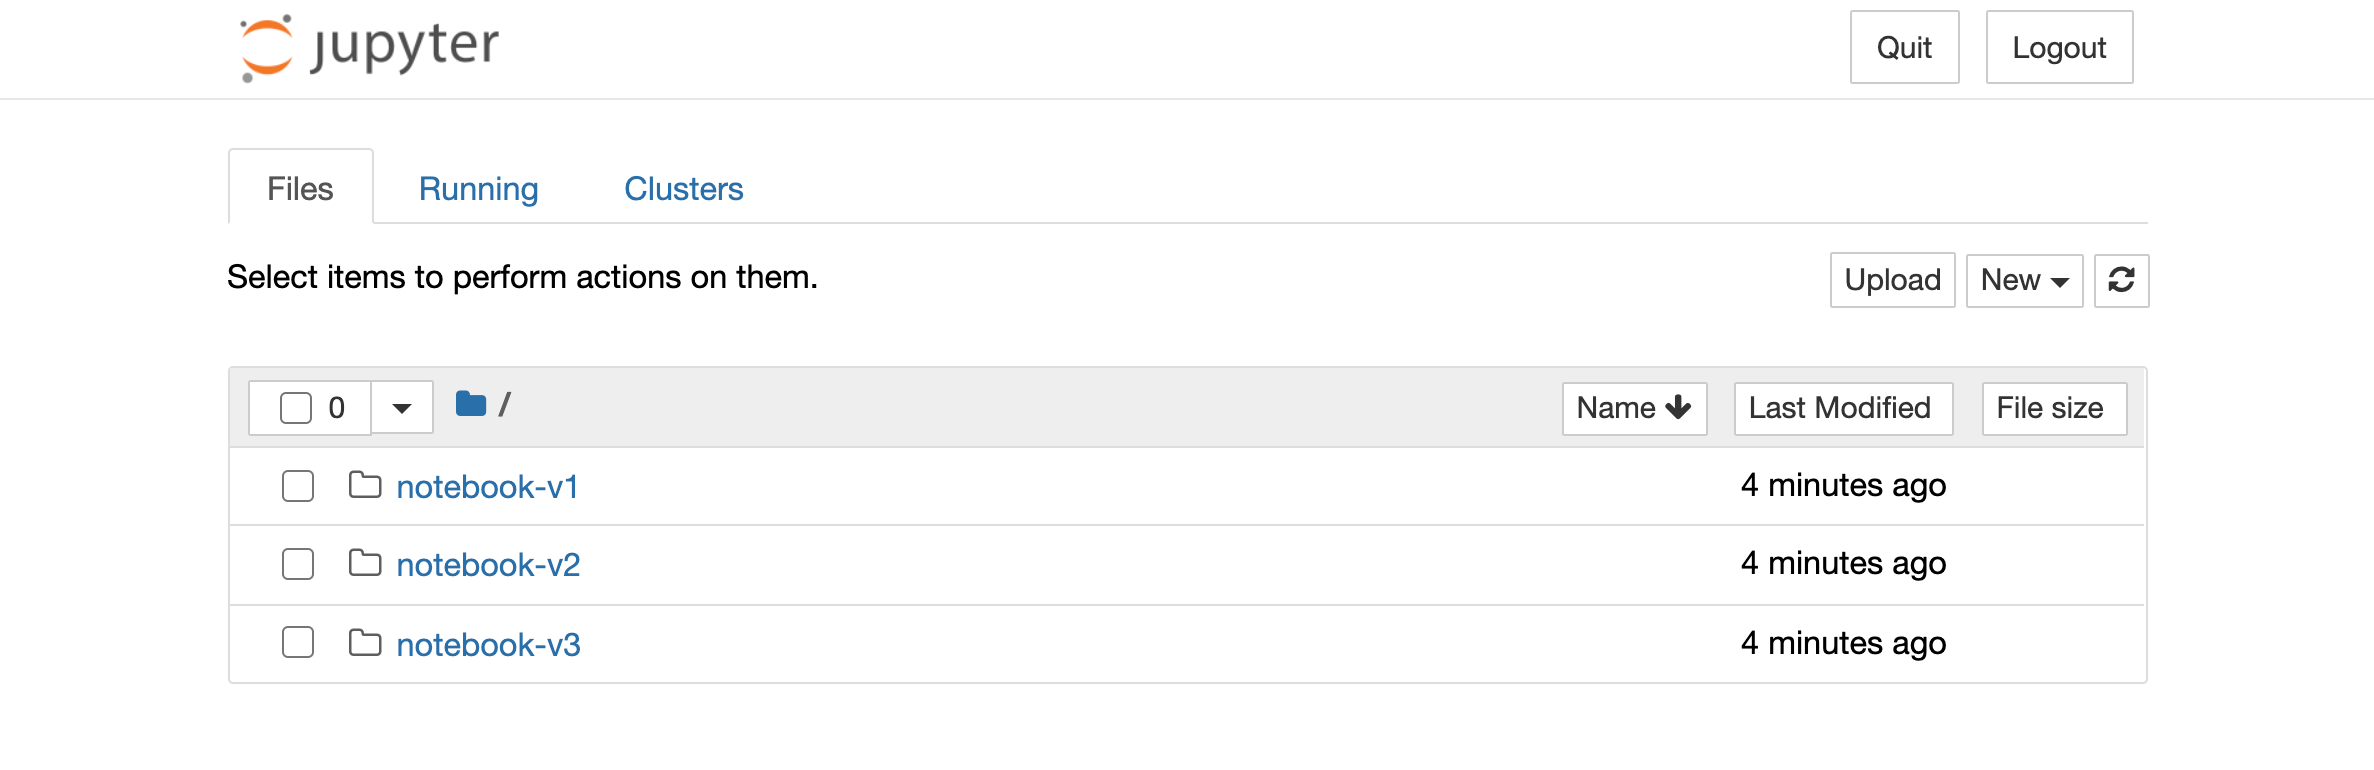 jupyter
Quit
Logout
Files
Running
Clusters
Select items to perform actions on them.
Upload
New
0
/
Name
Last Modified
File size
notebook-v1
4 minutes ago
notebook-v2
4 minutes ago
notebook-v3
4 minutes ago